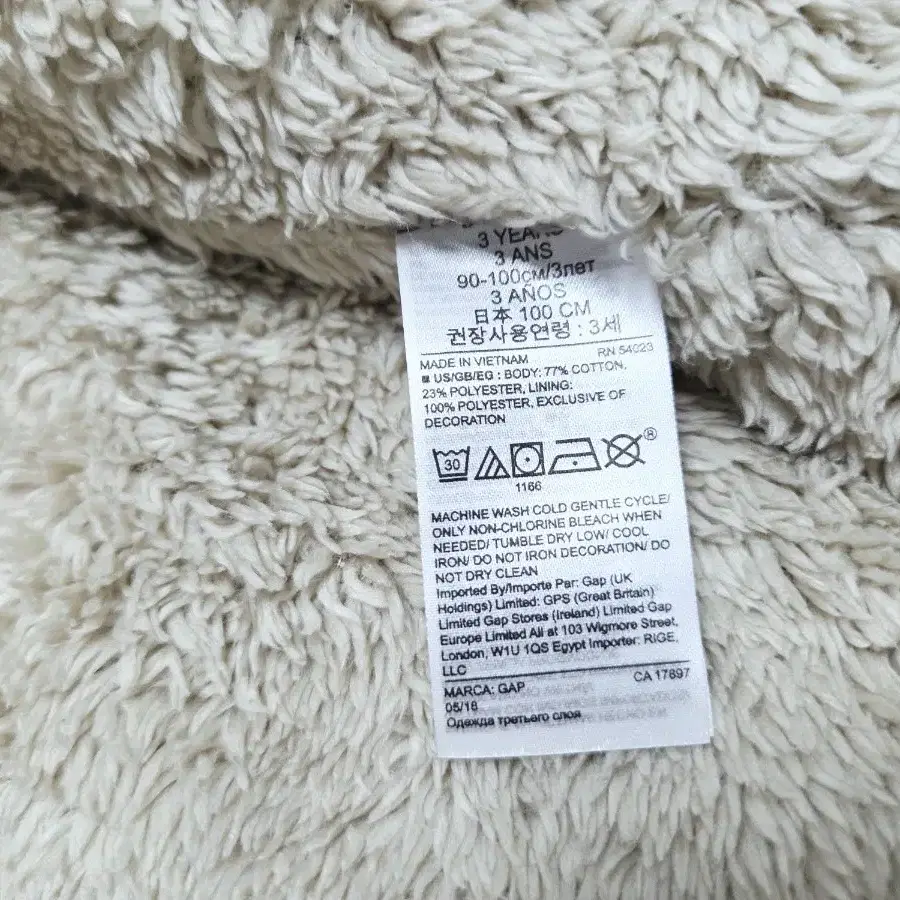 3 YEARS
3 ANS
90-100см/3лет
3 AÑOS
日本 100 CM
권장사용연령 : 3세
MADE IN VIETNAM RN 54023
US/GB/EG : BODY: 77% COTTON,
23% POLYESTER, LINING:
100% POLYESTER, EXCLUSIVE OF
DECORATION
30
®
1166
MACHINE WASH COLD GENTLE CYCLE/
ONLY NON-CHLORINE BLEACH WHEN
NEEDED/ TUMBLE DRY LOW/ COOL
IRON/ DO NOT IRON DECORATION/ DO
NOT DRY CLEAN
Imported By/Importe Par: Gap (UK
Holdings) Limited: GPS (Great Britain)
Limited Gap Stores (Ireland) Limited Gap
Europe Limited All at 103 Wigmore Street,
London, W1U 1QS Egypt Importer: RIGE,
LLC
MARCA: GAP CA 17897
05/18
Одежда третьего слоя